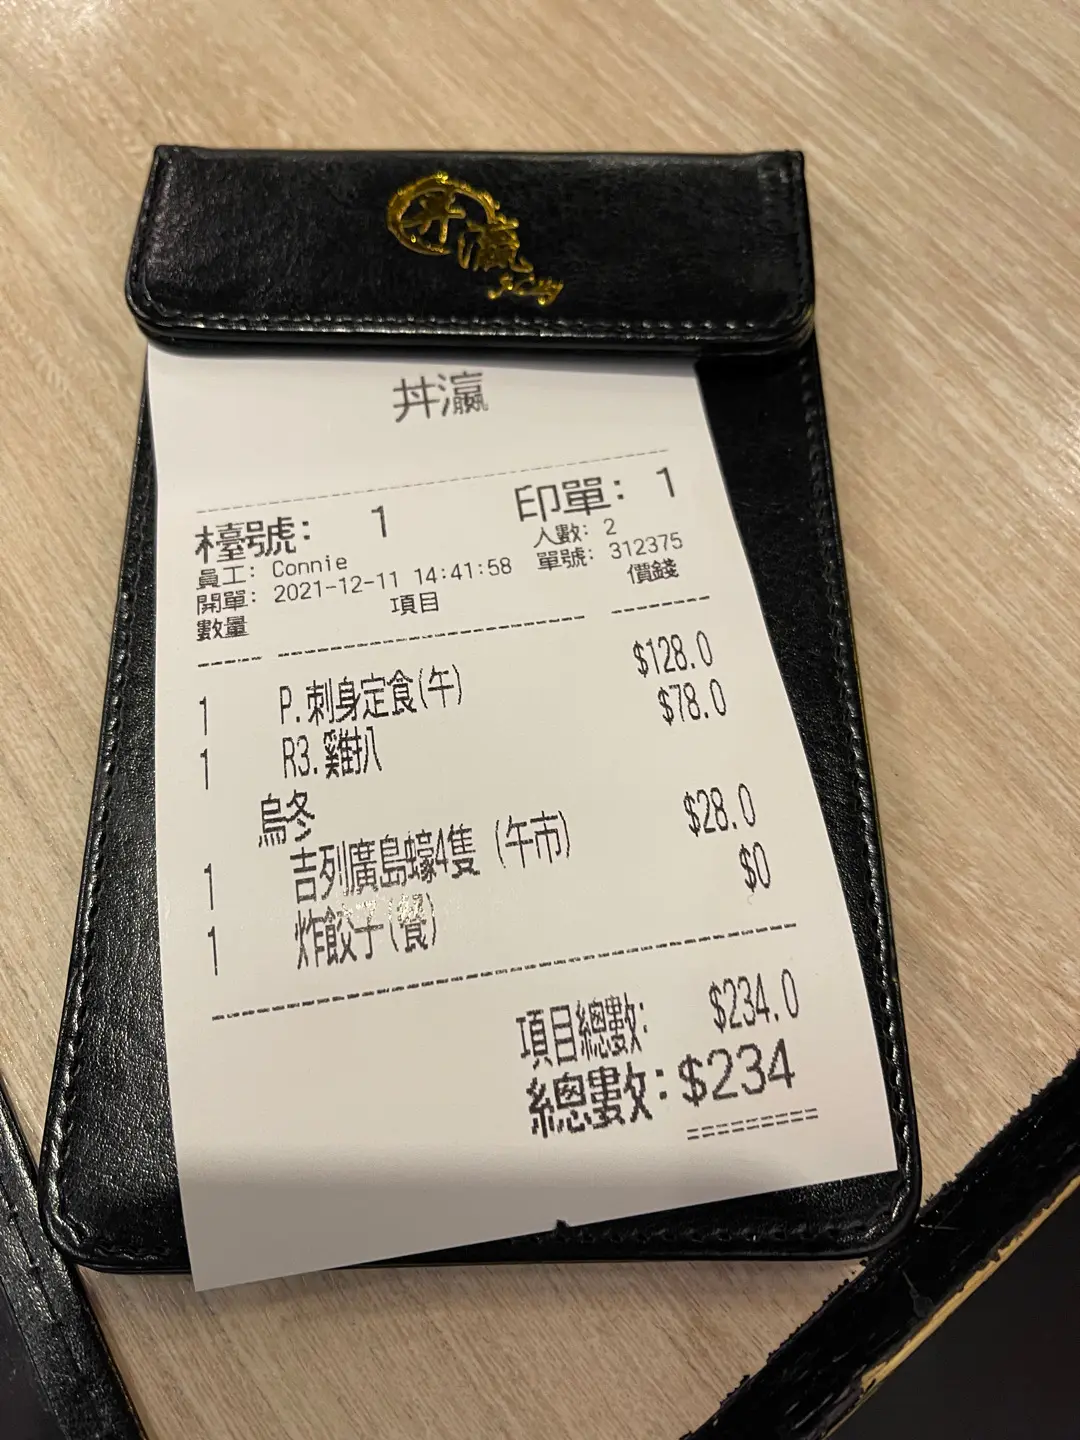 丼瀛
J City
丼瀛
檯號: 1 印單: 1
員工: Connie 人數: 2
開單: 2021-12-11 14:41:58 單號: 312375
數量 項目 價錢
1 P.刺身定食(午) $128.0
1 R3.雞扒 $78.0
烏冬
1 吉列廣島蠔4隻 (午市) $28.0
1 炸餃子(餐) $0
項目總數: $234.0
總數: $234
=========